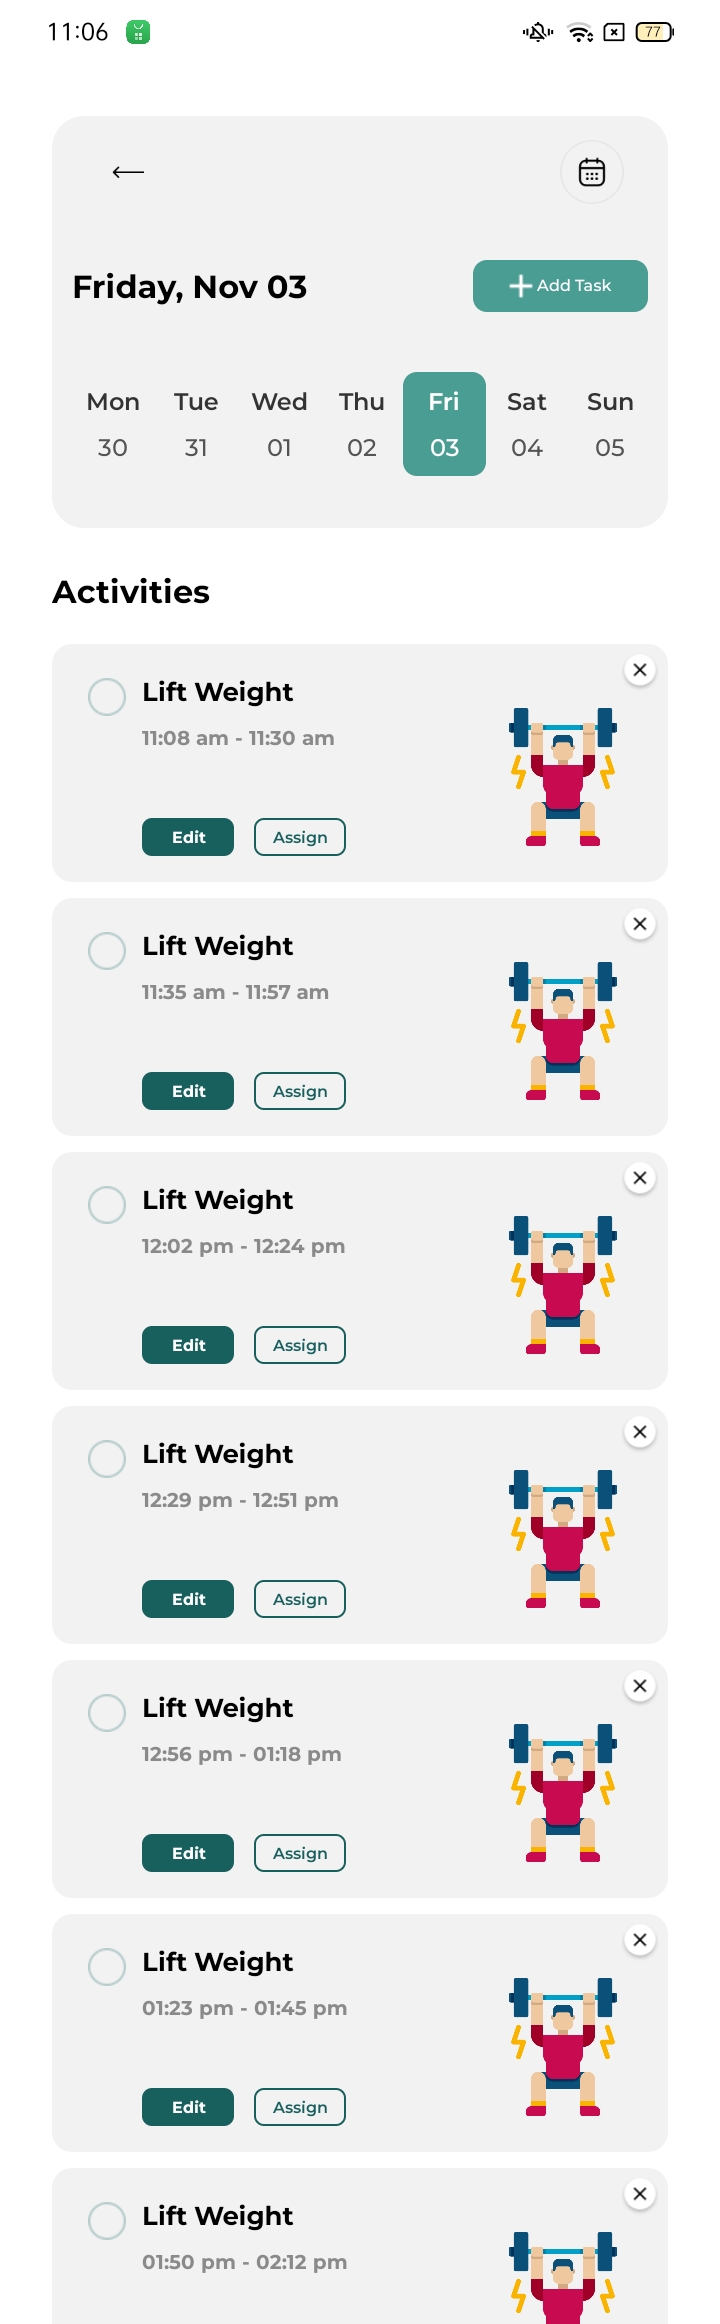 11:06
77
Friday, Nov 03
Add Task
Mon Tue Wed Thu Fri Sat Sun
30 31 01 02 03 04 05
Activities
Lift Weight
11:08 am - 11:30 am
Edit Assign
Lift Weight
11:35 am - 11:57 am
Edit Assign
Lift Weight
12:02 pm - 12:24 pm
Edit Assign
Lift Weight
12:29 pm - 12:51 pm
Edit Assign
Lift Weight
12:56 pm - 01:18 pm
Edit Assign
Lift Weight
01:23 pm - 01:45 pm
Edit Assign
Lift Weight
01:50 pm - 02:12 pm